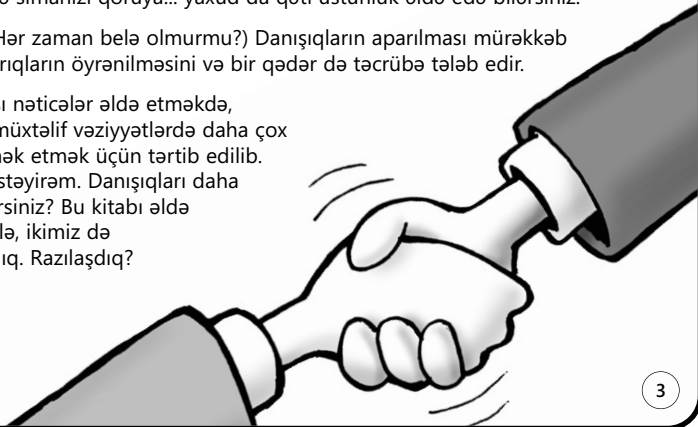 simanızı qoruya... yaxud da qəti üstünlük əldə edə bilərsiniz.
Hər zaman belə olmurmu?) Danışıqların aparılması mürəkkəb
rıqların öyrənilməsini və bir qədər də təcrübə tələb edir.
ı nəticələr əldə etməkdə,
müxtəlif vəziyyətlərdə daha çox
ək etmək üçün tərtib edilib.
stəyirəm. Danışıqları daha
rsiniz? Bu kitabı əldə
lə, ikimiz də
ıq. Razılaşdıq?
3